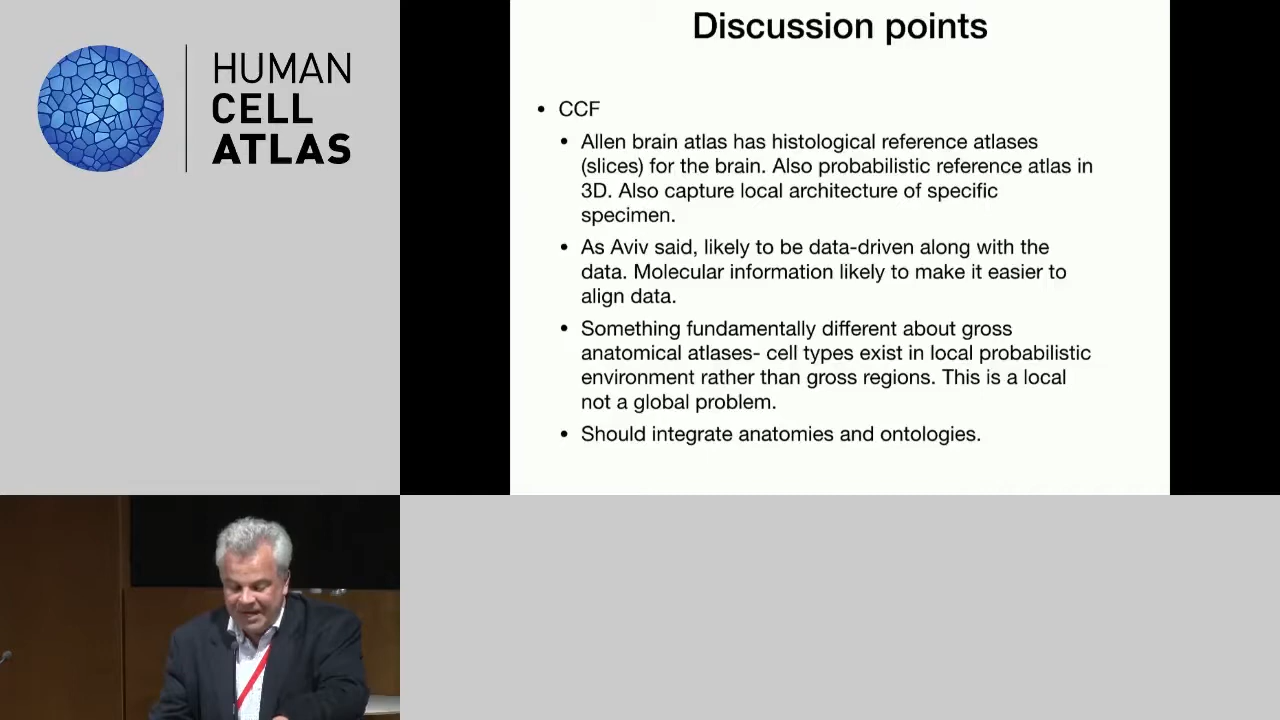 HUMAN
CELL
ATLAS
Discussion points
• CCF
• Allen brain atlas has histological reference atlases
(slices) for the brain. Also probabilistic reference atlas in
3D. Also capture local architecture of specific
specimen.
• As Aviv said, likely to be data-driven along with the
data. Molecular information likely to make it easier to
align data.
• Something fundamentally different about gross
anatomical atlases- cell types exist in local probabilistic
environment rather than gross regions. This is a local
not a global problem.
• Should integrate anatomies and ontologies.